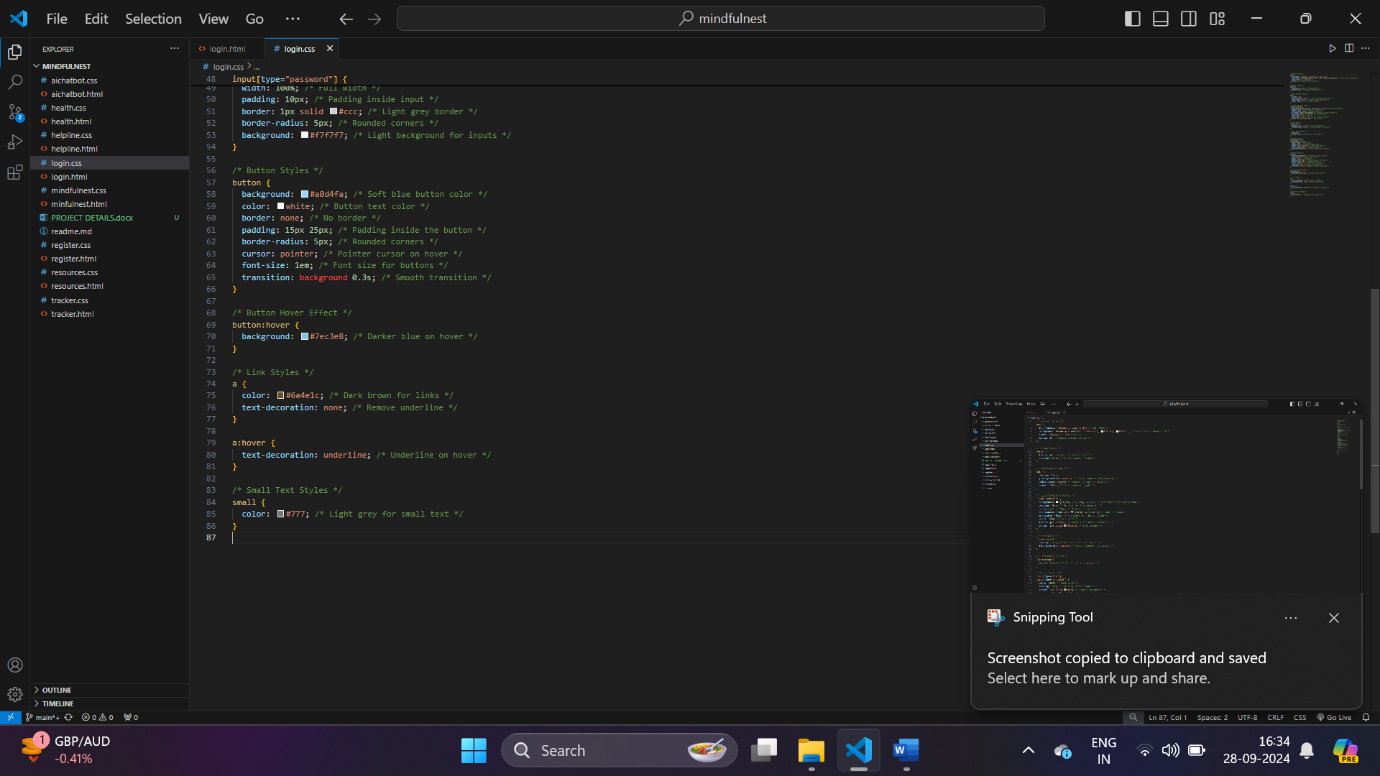 File Edit Selection View Go ···
mindfulnest
EXPLORER
MINDFULNEST
# aichatbot.css
<> aichatbot.html
# health.css
<> health.html
# helpline.css
<> helpline.html
# login.css
<> login.html
# mindfulnest.css
<> minfulnest.html
PROJECT DETAILS.docx U
readme.md
# register.css
<> register.html
# resources.css
<> resources.html
# tracker.css
<> tracker.html
OUTLINE
TIMELINE
<> login.html # login.css
# login.css > ...
48 input[type="password"] {
49 width: 100%; /* Full width */
50 padding: 10px; /* Padding inside input */
51 border: 1px solid #ccc; /* Light grey border */
52 border-radius: 5px; /* Rounded corners */
53 background: #f7f7f7; /* Light background for inputs */
54 }
55
56 /* Button Styles */
57 button {
58 background: #a0d4fa; /* Soft blue button color */
59 color: white; /* Button text color */
60 border: none; /* No border */
61 padding: 15px 25px; /* Padding inside the button */
62 border-radius: 5px; /* Rounded corners */
63 cursor: pointer; /* Pointer cursor on hover */
64 font-size: 1em; /* Font size for buttons */
65 transition: background 0.3s; /* Smooth transition */
66 }
67
68 /* Button Hover Effect */
69 button:hover {
70 background: #7ec3e8; /* Darker blue on hover */
71 }
72
73 /* Link Styles */
74 a {
75 color: #6a4e1c; /* Dark brown for links */
76 text-decoration: none; /* Remove underline */
77 }
78
79 a:hover {
80 text-decoration: underline; /* Underline on hover */
81 }
82
83 /* Small Text Styles */
84 small {
85 color: #777; /* Light grey for small text */
86 }
87
Snipping Tool
Screenshot copied to clipboard and saved
Select here to mark up and share.
main*+ 0 0 0
Ln 87, Col 1 Spaces: 2 UTF-8 CRLF CSS Go Live
1 GBP/AUD
-0.41%
Search
ENG
IN
16:34
28-09-2024
PRE